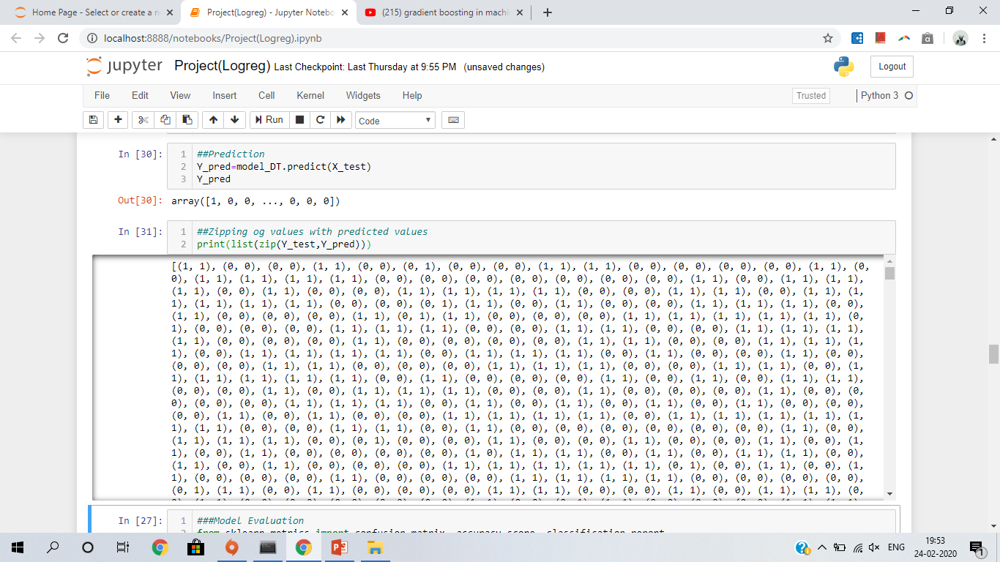 Home Page - Select or create a n
Project(Logreg) - Jupyter Notebo
(215) gradient boosting in machi
localhost:8888/notebooks/Project(Logreg).ipynb
jupyter Project(Logreg) Last Checkpoint: Last Thursday at 9:55 PM (unsaved changes)
Logout
File Edit View Insert Cell Kernel Widgets Help
Trusted
Python 3
Run
Code
In [30]:
1 ##Prediction
2 Y_pred=model_DT.predict(X_test)
3 Y_pred
Out[30]: array([1, 0, 0, ..., 0, 0, 0])
In [31]:
1 ##Zipping og values with predicted values
2 print(list(zip(Y_test,Y_pred)))
[(1, 1), (0, 0), (0, 0), (1, 1), (0, 0), (0, 1), (0, 0), (0, 0), (1, 1), (1, 1), (0, 0), (0, 0), (0, 0), (0, 0), (1, 1), (0,
0), (1, 1), (1, 1), (1, 1), (1, 1), (0, 0), (0, 0), (0, 0), (0, 0), (0, 0), (0, 0), (0, 0), (1, 1), (0, 0), (1, 1), (1, 1),
(1, 1), (0, 0), (1, 1), (0, 0), (0, 0), (1, 1), (1, 1), (1, 1), (1, 1), (0, 0), (0, 0), (1, 1), (1, 1), (0, 0), (1, 1), (1,
1), (1, 1), (1, 1), (1, 1), (0, 0), (0, 0), (0, 1), (1, 1), (0, 0), (1, 1), (0, 0), (0, 0), (1, 1), (1, 1), (1, 1), (0, 0),
(1, 1), (0, 0), (0, 0), (0, 0), (1, 1), (0, 1), (1, 1), (0, 0), (0, 0), (0, 0), (1, 1), (1, 1), (1, 1), (1, 1), (1, 1), (0,
1), (0, 0), (0, 0), (0, 0), (1, 1), (1, 1), (1, 1), (0, 0), (0, 0), (1, 1), (1, 1), (0, 0), (0, 0), (1, 1), (1, 1), (1, 1),
(1, 1), (0, 0), (0, 0), (0, 0), (1, 1), (0, 0), (0, 0), (0, 0), (0, 0), (1, 1), (1, 1), (0, 0), (0, 0), (1, 1), (1, 1), (1,
1), (0, 0), (1, 1), (1, 1), (1, 1), (1, 1), (0, 0), (1, 1), (1, 1), (1, 1), (0, 0), (1, 1), (0, 0), (0, 0), (1, 1), (0, 0),
(0, 0), (0, 0), (1, 1), (1, 1), (0, 0), (0, 0), (0, 0), (1, 1), (1, 1), (1, 1), (0, 0), (0, 0), (1, 1), (1, 1), (0, 0), (1,
1), (1, 1), (1, 1), (1, 1), (1, 1), (0, 0), (1, 1), (0, 0), (0, 0), (0, 0), (1, 1), (0, 0), (1, 1), (0, 0), (1, 1), (1, 1),
(0, 0), (0, 0), (1, 1), (0, 0), (1, 1), (1, 1), (1, 1), (0, 0), (0, 0), (1, 1), (0, 0), (0, 0), (0, 0), (1, 1), (0, 0), (0,
0), (0, 0), (0, 0), (1, 1), (1, 1), (1, 1), (0, 0), (1, 1), (0, 0), (1, 1), (0, 0), (1, 1), (0, 0), (1, 1), (0, 0), (0, 0),
(0, 0), (1, 1), (0, 0), (1, 1), (0, 0), (0, 0), (1, 1), (1, 1), (1, 1), (1, 1), (0, 0), (1, 1), (1, 1), (1, 1), (1, 1), (1,
1), (1, 1), (0, 0), (0, 0), (1, 1), (1, 1), (0, 0), (1, 1), (0, 0), (0, 0), (0, 0), (0, 0), (0, 0), (0, 0), (1, 1), (0, 0),
(1, 1), (1, 1), (1, 1), (0, 0), (0, 1), (0, 0), (0, 0), (1, 1), (0, 0), (0, 0), (1, 1), (0, 0), (0, 0), (1, 1), (0, 0), (1,
1), (0, 0), (1, 1), (0, 0), (0, 0), (0, 0), (0, 0), (1, 0), (1, 1), (1, 1), (0, 0), (1, 1), (0, 0), (1, 1), (1, 1), (0, 0),
(1, 1), (0, 0), (1, 1), (0, 0), (0, 0), (0, 0), (1, 1), (1, 1), (1, 1), (1, 1), (1, 1), (0, 1), (0, 0), (1, 1), (0, 0), (1,
1), (0, 0), (0, 0), (0, 0), (0, 0), (0, 0), (0, 0), (0, 0), (1, 1), (1, 1), (1, 1), (1, 1), (0, 0), (0, 0), (0, 0), (0, 0),
(0, 1), (1, 1), (0, 0), (1, 1), (0, 0), (0, 0), (0, 0), (1, 1), (1, 1), (0, 0), (0, 0), (1, 1), (0, 0), (1, 1), (1, 1), (0,
In [27]:
1 ###Model Evaluation
2 from sklearn.metrics import confusion_matrix, accuracy_score, classification_report
ENG
19:53
24-02-2020
1